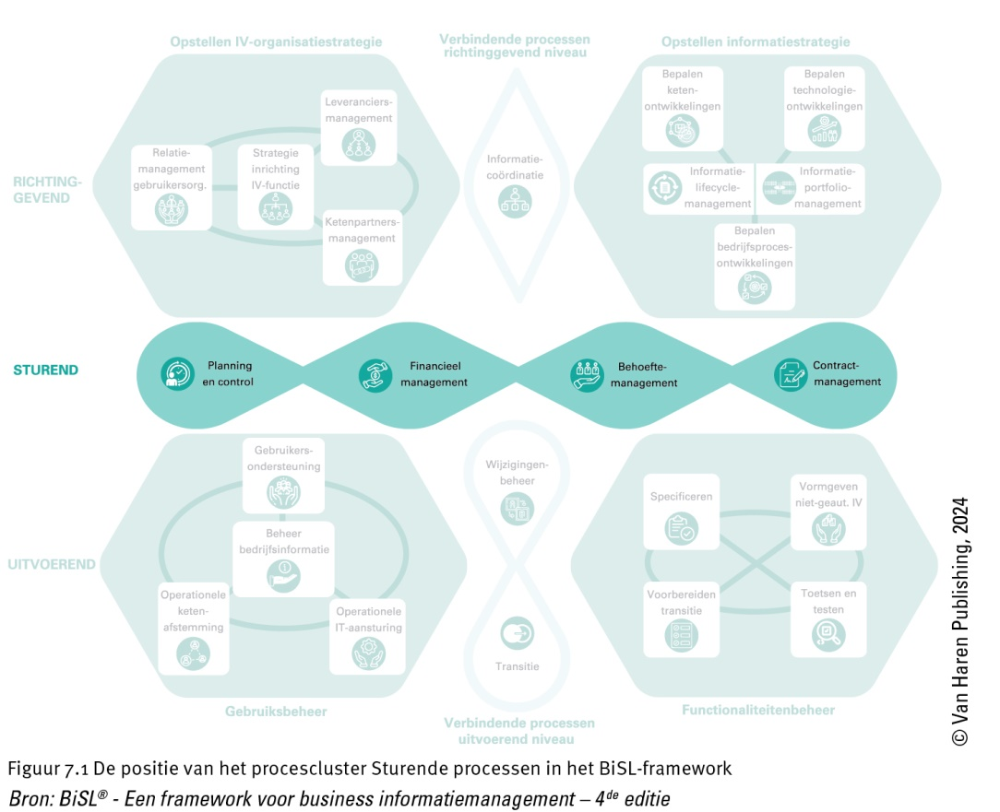 Opstellen IV-organisatiestrategie
Verbindende processen
richtinggevend niveau
Opstellen informatiestrategie
RICHTING-
GEVEND
Relatie-
management
gebruikersorg.
Strategie
inrichting
IV-functie
Leveranciers-
management
Ketenpartners-
management
Informatie-
coördinatie
Bepalen
keten-
ontwikkelingen
Bepalen
technologie-
ontwikkelingen
Informatie-
lifecycle-
management
Informatie-
portfolio-
management
Bepalen
bedrijfsproces-
ontwikkelingen
STUREND
Planning
en control
Financieel
management
Behoefte-
management
Contract-
management
UITVOEREND
Gebruikers-
ondersteuning
Beheer
bedrijfsinformatie
Operationele
keten-
afstemming
Operationele
IT-aansturing
Gebruiksbeheer
Wijzigingen-
beheer
Transitie
Verbindende processen
uitvoerend niveau
Specificeren
Vormgeven
niet-geaut. IV
Voorbereiden
transitie
Toetsen en
testen
Functionaliteitenbeheer
© Van Haren Publishing, 2024
Figuur 7.1 De positie van het procescluster Sturende processen in het BiSL-framework
Bron: BiSL® - Een framework voor business informatiemanagement – 4de editie